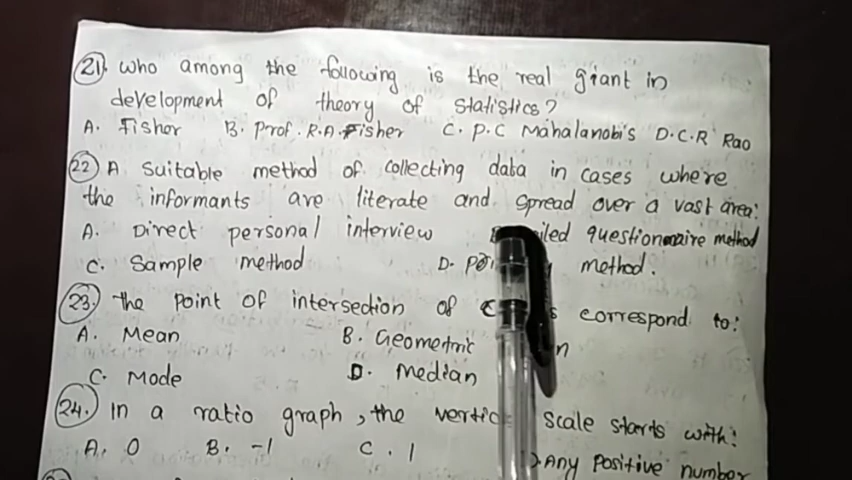 21. Who among the following is the real giant in
development of theory of Statistics?
A. Fisher B. Prof. R.A. Fisher C. P.C Mahalanobis D. C.R Rao
22 A suitable method of collecting data in cases where
the informants are literate and spread over a vast area:
A. Direct personal interview questionnaire method
C. Sample method D. method.
23. The point of intersection of correspond to:
A. Mean B. Geometric
C. Mode D. Median
24. In a ratio graph, the scale starts with:
A. 0 B. -1 C. 1 Any positive number